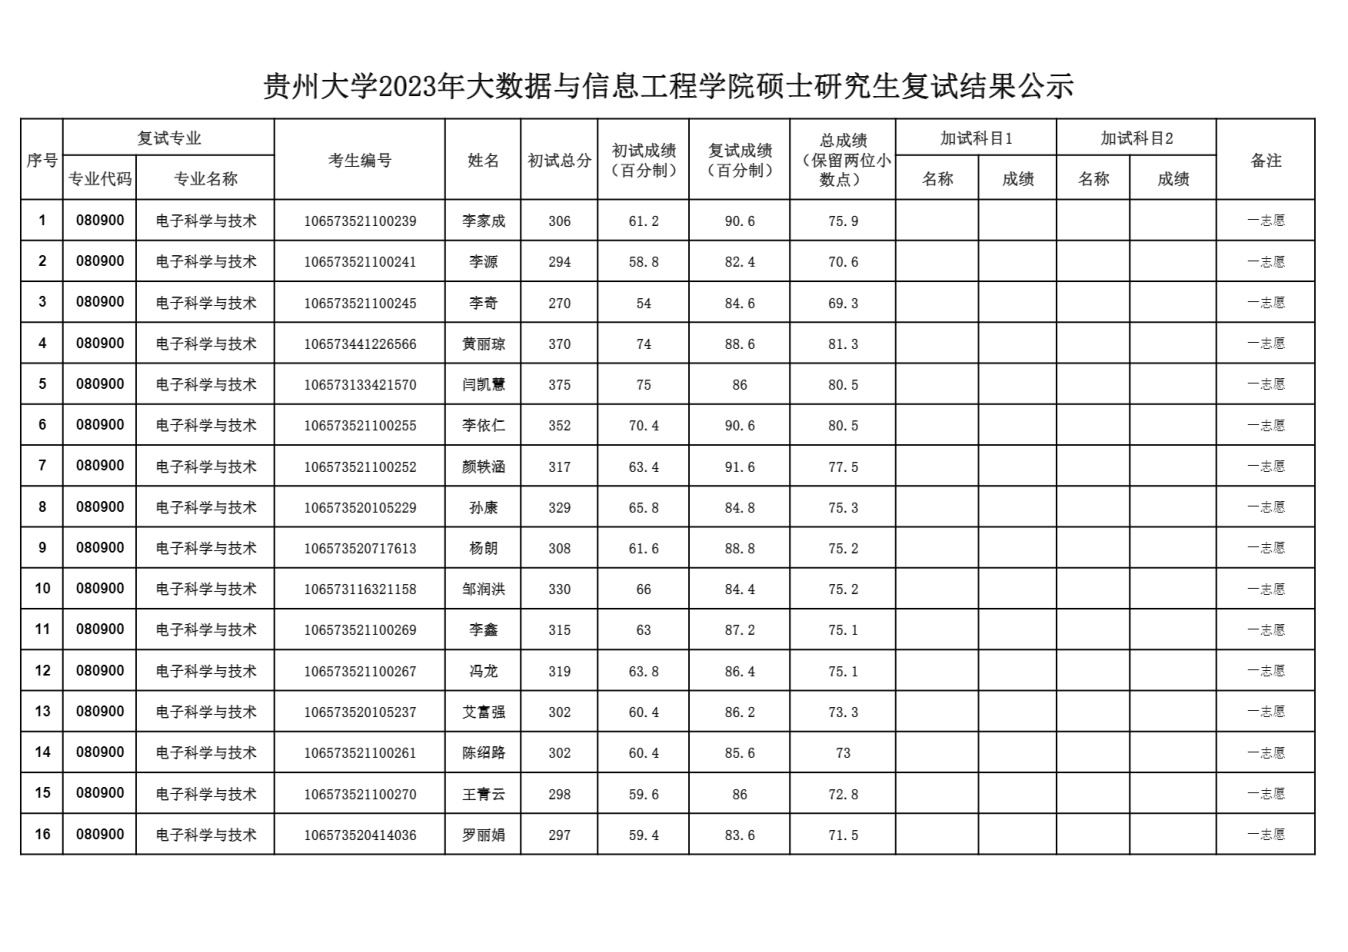 贵州大学2023年大数据与信息工程学院硕士研究生复试结果公示
序号 复试专业 考生编号 姓名 初试总分 初试成绩（百分制） 复试成绩（百分制） 总成绩（保留两位小数点） 加试科目1 加试科目2 备注
专业代码 专业名称 名称 成绩 名称 成绩
1 080900 电子科学与技术 106573521100239 李家成 306 61.2 90.6 75.9 一志愿
2 080900 电子科学与技术 106573521100241 李源 294 58.8 82.4 70.6 一志愿
3 080900 电子科学与技术 106573521100245 李奇 270 54 84.6 69.3 一志愿
4 080900 电子科学与技术 106573441226566 黄丽琼 370 74 88.6 81.3 一志愿
5 080900 电子科学与技术 106573133421570 闫凯慧 375 75 86 80.5 一志愿
6 080900 电子科学与技术 106573521100255 李依仁 352 70.4 90.6 80.5 一志愿
7 080900 电子科学与技术 106573521100252 颜轶涵 317 63.4 91.6 77.5 一志愿
8 080900 电子科学与技术 106573520105229 孙康 329 65.8 84.8 75.3 一志愿
9 080900 电子科学与技术 106573520717613 杨朗 308 61.6 88.8 75.2 一志愿
10 080900 电子科学与技术 106573116321158 邹润洪 330 66 84.4 75.2 一志愿
11 080900 电子科学与技术 106573521100269 李鑫 315 63 87.2 75.1 一志愿
12 080900 电子科学与技术 106573521100267 冯龙 319 63.8 86.4 75.1 一志愿
13 080900 电子科学与技术 106573520105237 艾富强 302 60.4 86.2 73.3 一志愿
14 080900 电子科学与技术 106573521100261 陈绍路 302 60.4 85.6 73 一志愿
15 080900 电子科学与技术 106573521100270 王青云 298 59.6 86 72.8 一志愿
16 080900 电子科学与技术 106573520414036 罗丽娟 297 59.4 83.6 71.5 一志愿